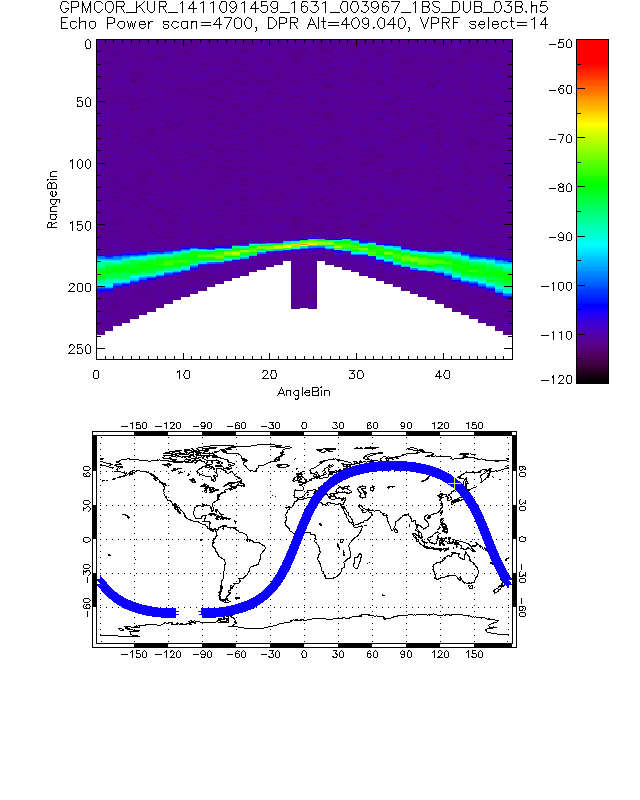 GPMCOR_KUR_1411091459_1631_003967_1BS_DUB_03B.h5
Echo Power scan=4700, DPR Alt=409.040, VPRF select=14
0
50
100
150
200
250
RangeBin
0 10 20 30 40
AngleBin
-50
-60
-70
-80
-90
-100
-110
-120
-150 -120 -90 -60 -30 0 30 60 90 120 150
60 30 0 -30 -60
60 30 0 -30 -60
-150 -120 -90 -60 -30 0 30 60 90 120 150